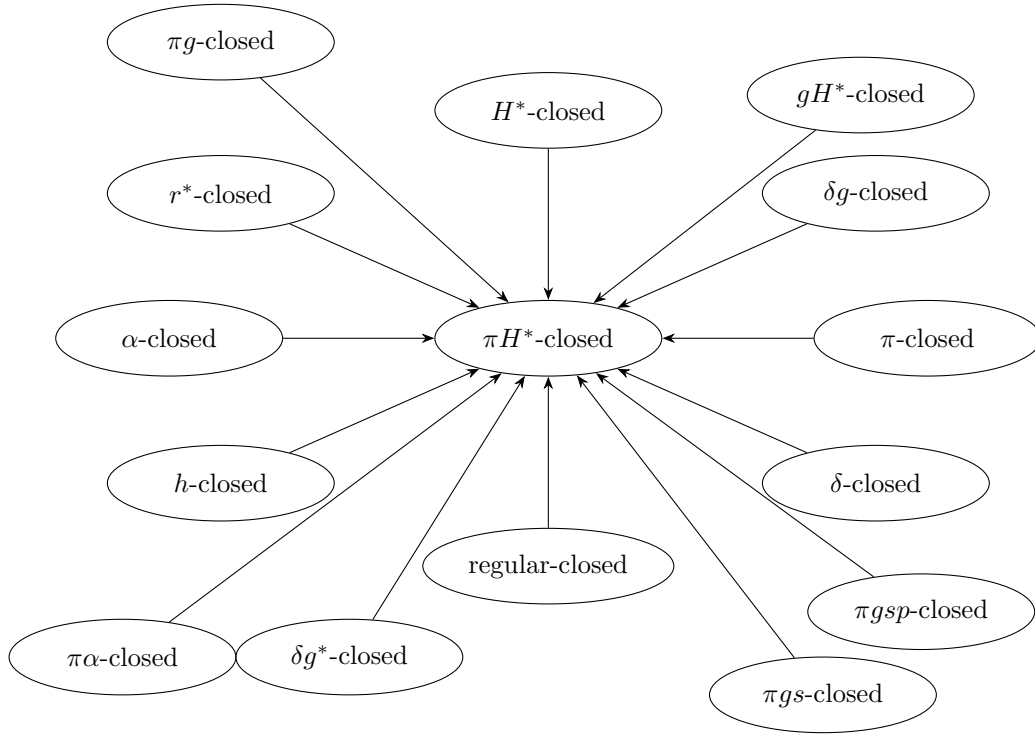 πg-closed
H*-closed
gH*-closed
r*-closed
δg-closed
α-closed
πH*-closed
π-closed
h-closed
δ-closed
regular-closed
πgsp-closed
πα-closed
δg*-closed
πgs-closed